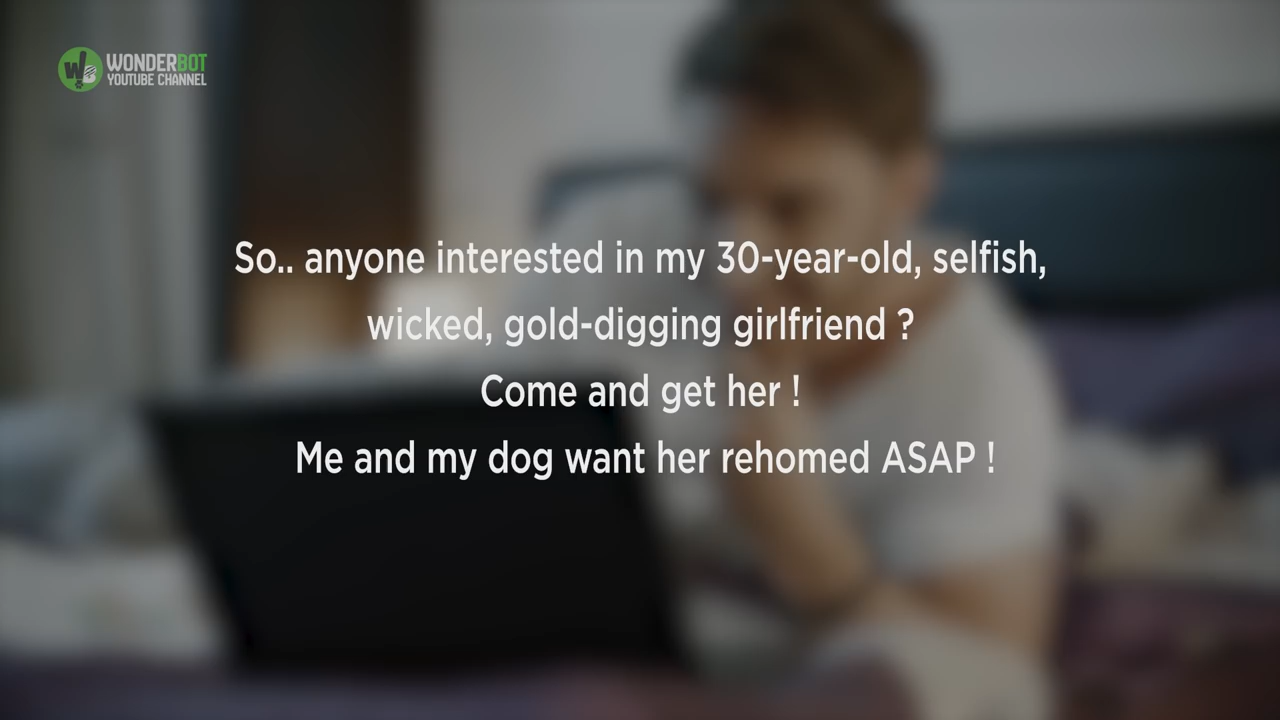 WONDERBOT
YOUTUBE CHANNEL
So.. anyone interested in my 30-year-old, selfish,
wicked, gold-digging girlfriend ?
Come and get her !
Me and my dog want her rehomed ASAP !